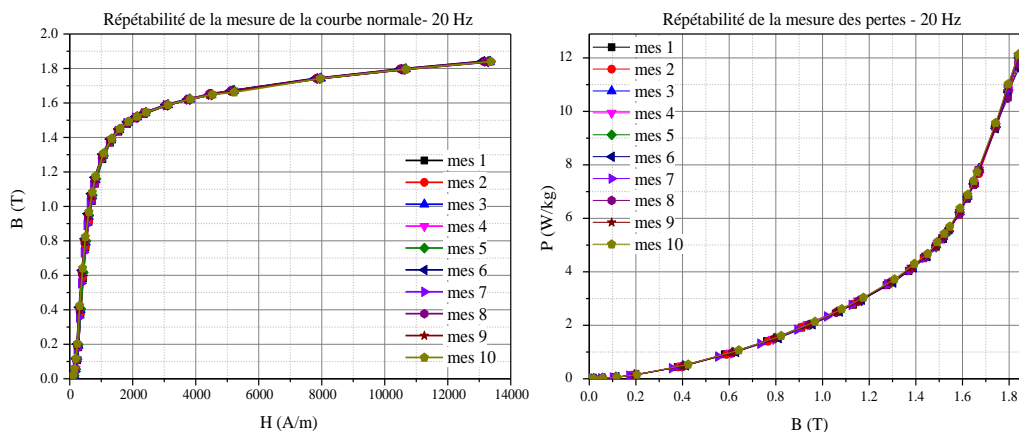 Répétabilité de la mesure de la courbe normale- 20 Hz
2.0
1.8
1.6
1.4
1.2
1.0
0.8
0.6
0.4
0.2
0.0
B (T)
mes 1
mes 2
mes 3
mes 4
mes 5
mes 6
mes 7
mes 8
mes 9
mes 10
0 2000 4000 6000 8000 10000 12000 14000
H (A/m)
Répétabilité de la mesure des pertes - 20 Hz
12
10
8
6
4
2
0
P (W/kg)
mes 1
mes 2
mes 3
mes 4
mes 5
mes 6
mes 7
mes 8
mes 9
mes 10
0.0 0.2 0.4 0.6 0.8 1.0 1.2 1.4 1.6 1.8
B (T)